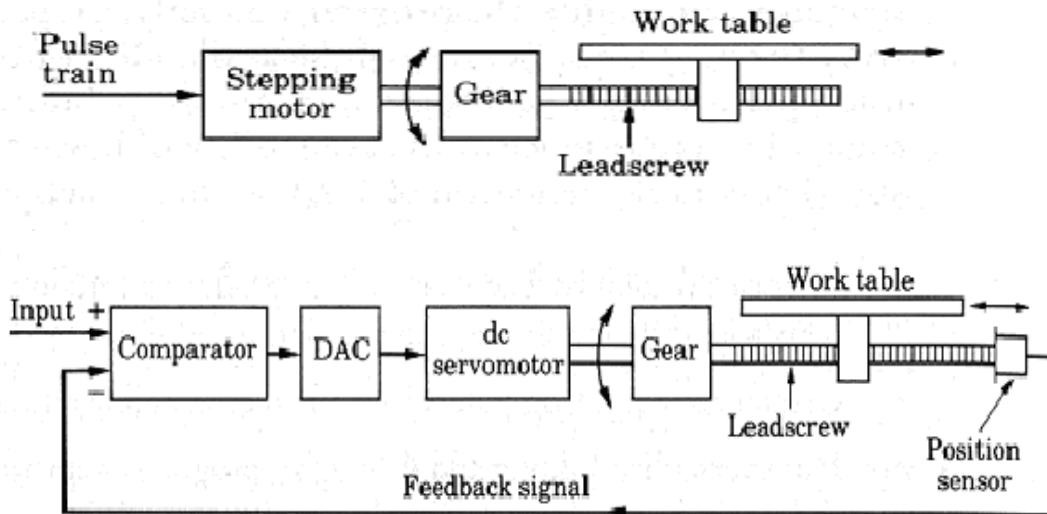 Work table
Pulse
train
Stepping
motor
Gear
Leadscrew
Work table
Input +
Comparator
DAC
dc
servomotor
Gear
−
Leadscrew
Position
sensor
Feedback signal